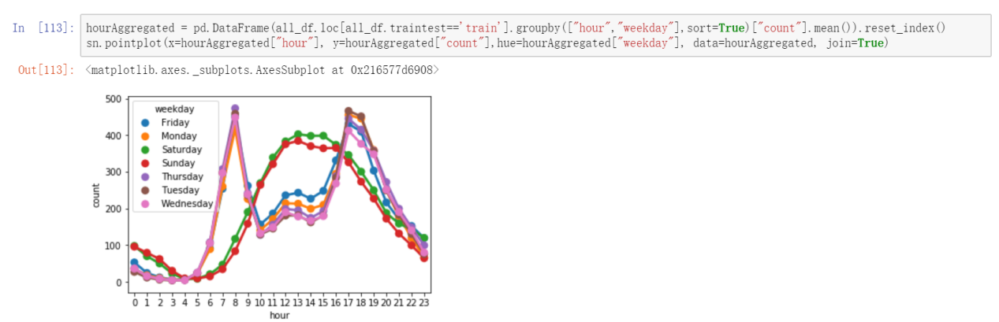 In [113]: hourAggregated = pd.DataFrame(all_df.loc[all_df.traintest=='train'].groupby(["hour","weekday"],sort=True)["count"].mean()).reset_index()
sn.pointplot(x=hourAggregated["hour"], y=hourAggregated["count"],hue=hourAggregated["weekday"], data=hourAggregated, join=True)
Out[113]: <matplotlib.axes._subplots.AxesSubplot at 0x216577d6908>
500
400
300
200
100
0
count
weekday
Friday
Monday
Saturday
Sunday
Thursday
Tuesday
Wednesday
0 1 2 3 4 5 6 7 8 9 10 11 12 13 14 15 16 17 18 19 20 21 22 23
hour